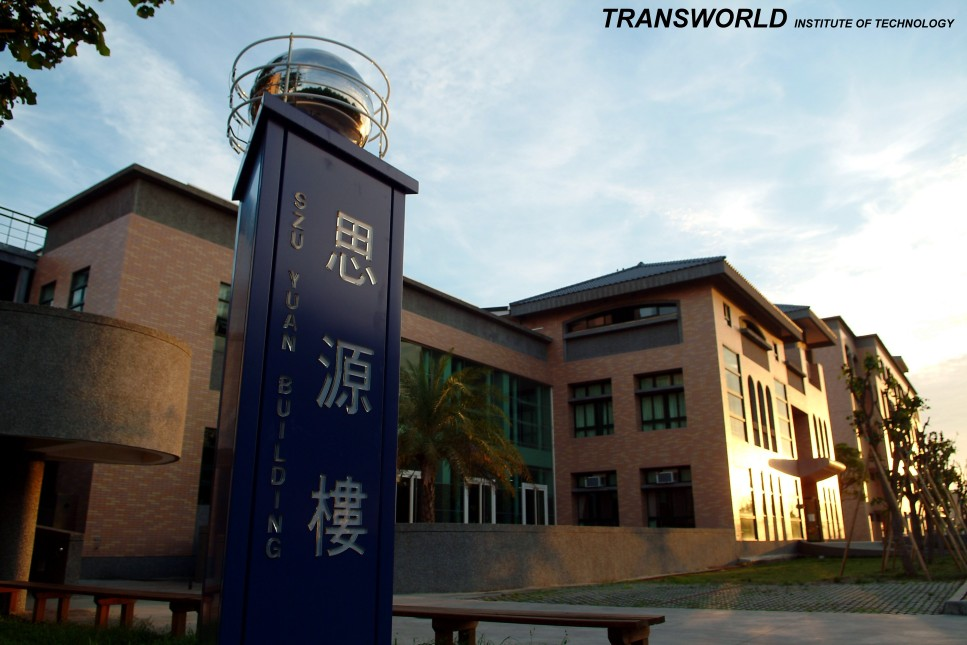 TRANSWORLD INSTITUTE OF TECHNOLOGY
思源樓
SZU YUAN BUILDING